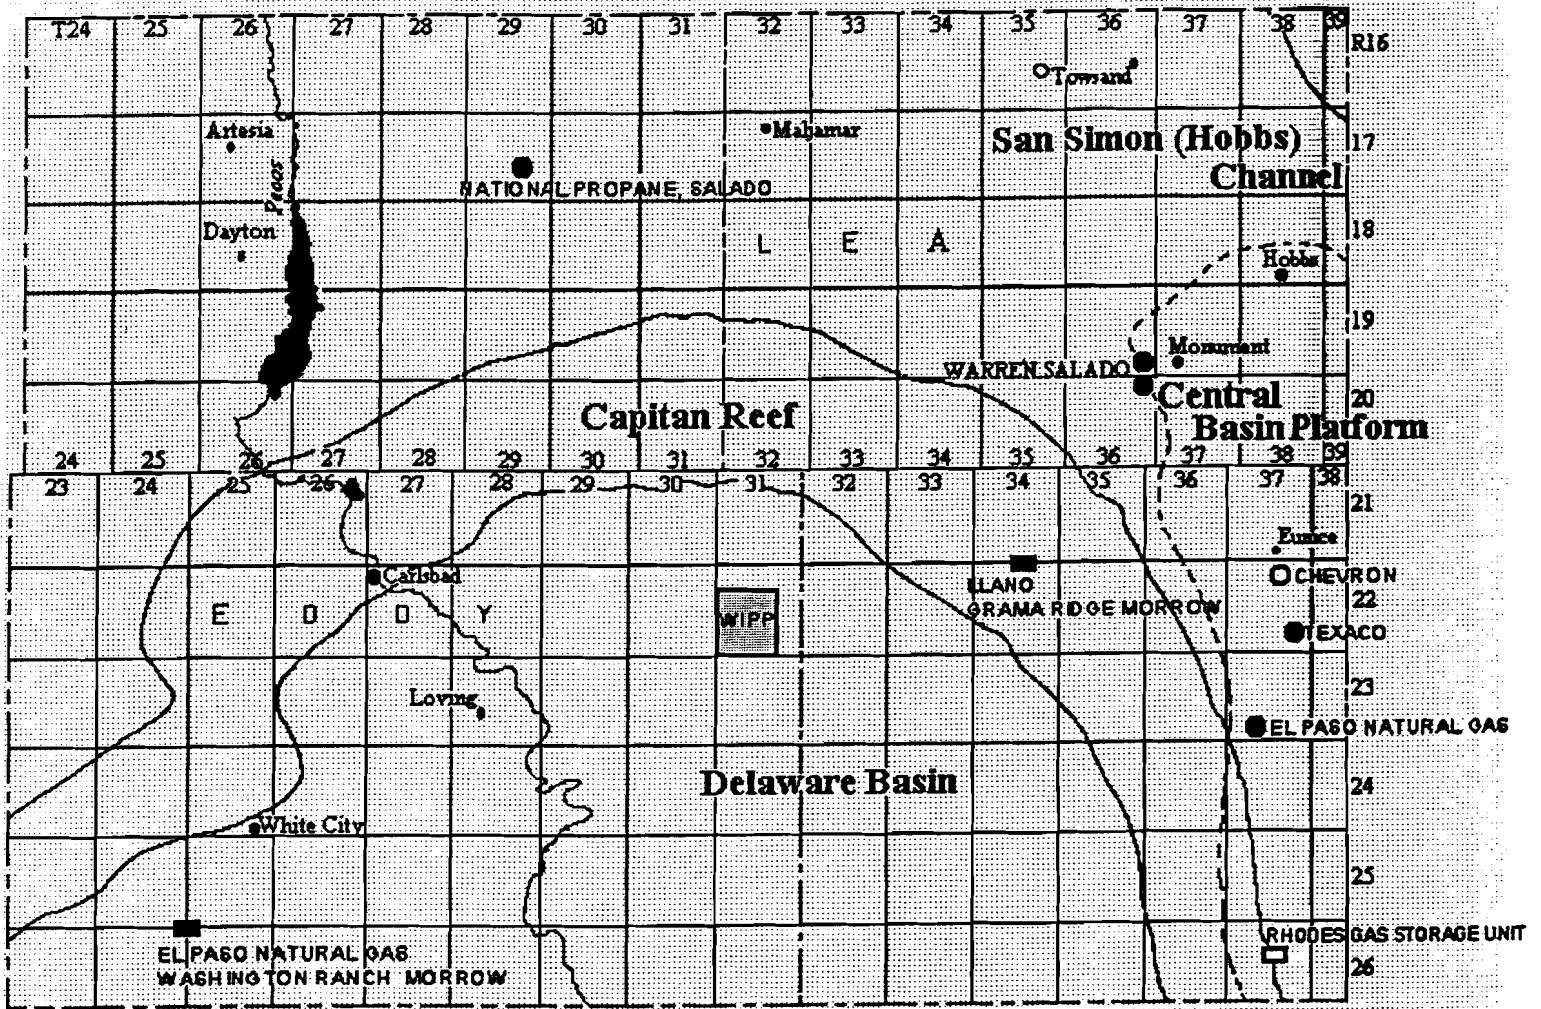 T24 25 26 27 28 29 30 31 32 33 34 35 36 37 38 39
R16
Towsand
Artesia
Mahamar
San Simon (Hobbs)
17
Channel
Pecos
NATIONAL PROPANE, SALADO
Dayton
L E A
18
Hobbs
19
Monument
WARREN SALADO
Central
20
Capitan Reef
Basin Platform
24 25 26 27 28 29 30 31 32 33 34 35 36 37 38 39
23 24 25 26 27 28 29 30 31 32 33 34 35 36 37 38
21
Eunice
Carlsbad
CHEVRON
LLANO
22
GRAMA RIDGE MORROW
E D D Y
WIPP
TEXACO
23
Loving
EL PASO NATURAL GAS
Delaware Basin
24
White City
25
RHODES GAS STORAGE UNIT
EL PASO NATURAL GAS
26
WASHINGTON RANCH MORROW